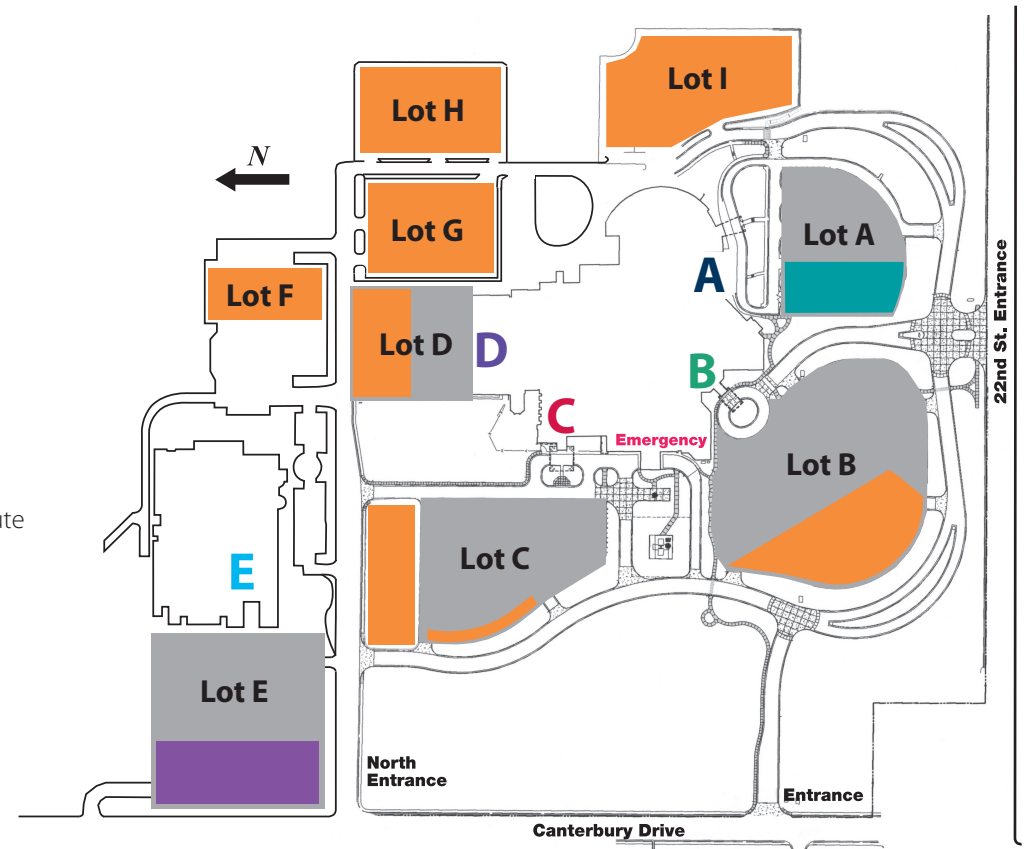 Lot I
Lot H
N
Lot G
Lot A
A
Lot F
Lot D
D
B
22nd St. Entrance
C
Emergency
Lot B
ute
Lot C
E
Lot E
North
Entrance
Entrance
Canterbury Drive